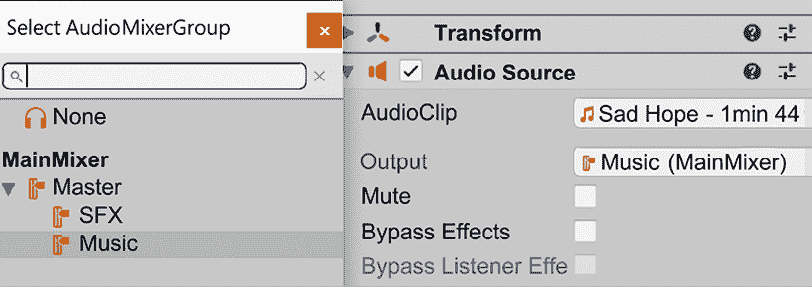 Select AudioMixerGroup
None
MainMixer
Master
SFX
Music
Transform
Audio Source
AudioClip
Sad Hope - 1min 44
Output
Music (MainMixer)
Mute
Bypass Effects
Bypass Listener Effe